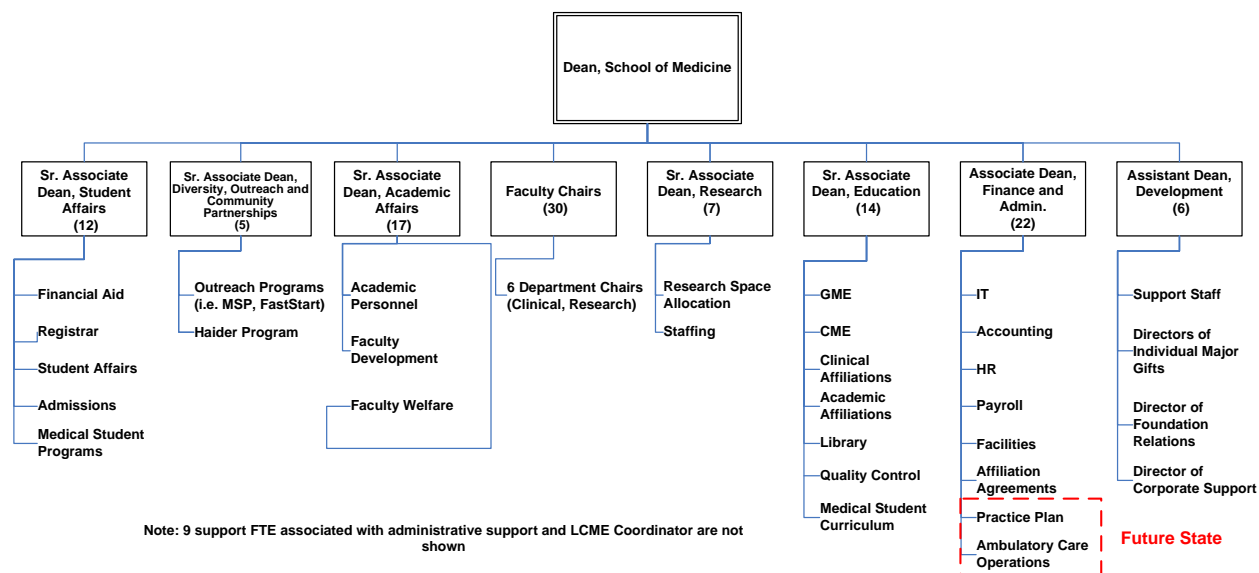 Dean, School of Medicine
Sr. Associate
Dean, Student
Affairs
(12)
Sr. Associate Dean,
Diversity, Outreach and
Community
Partnerships
(5)
Sr. Associate
Dean, Academic
Affairs
(17)
Faculty Chairs
(30)
Sr. Associate
Dean, Research
(7)
Sr. Associate
Dean, Education
(14)
Associate Dean,
Finance and
Admin.
(22)
Assistant Dean,
Development
(6)
Financial Aid
Registrar
Student Affairs
Admissions
Medical Student
Programs
Outreach Programs
(i.e. MSP, FastStart)
Haider Program
Academic
Personnel
Faculty
Development
Faculty Welfare
6 Department Chairs
(Clinical, Research)
Research Space
Allocation
Staffing
GME
CME
Clinical
Affiliations
Academic
Affiliations
Library
Quality Control
Medical Student
Curriculum
IT
Accounting
HR
Payroll
Facilities
Affiliation
Agreements
Practice Plan
Ambulatory Care
Operations
Support Staff
Directors of
Individual Major
Gifts
Director of
Foundation
Relations
Director of
Corporate Support
Future State
Note: 9 support FTE associated with administrative support and LCME Coordinator are not
shown